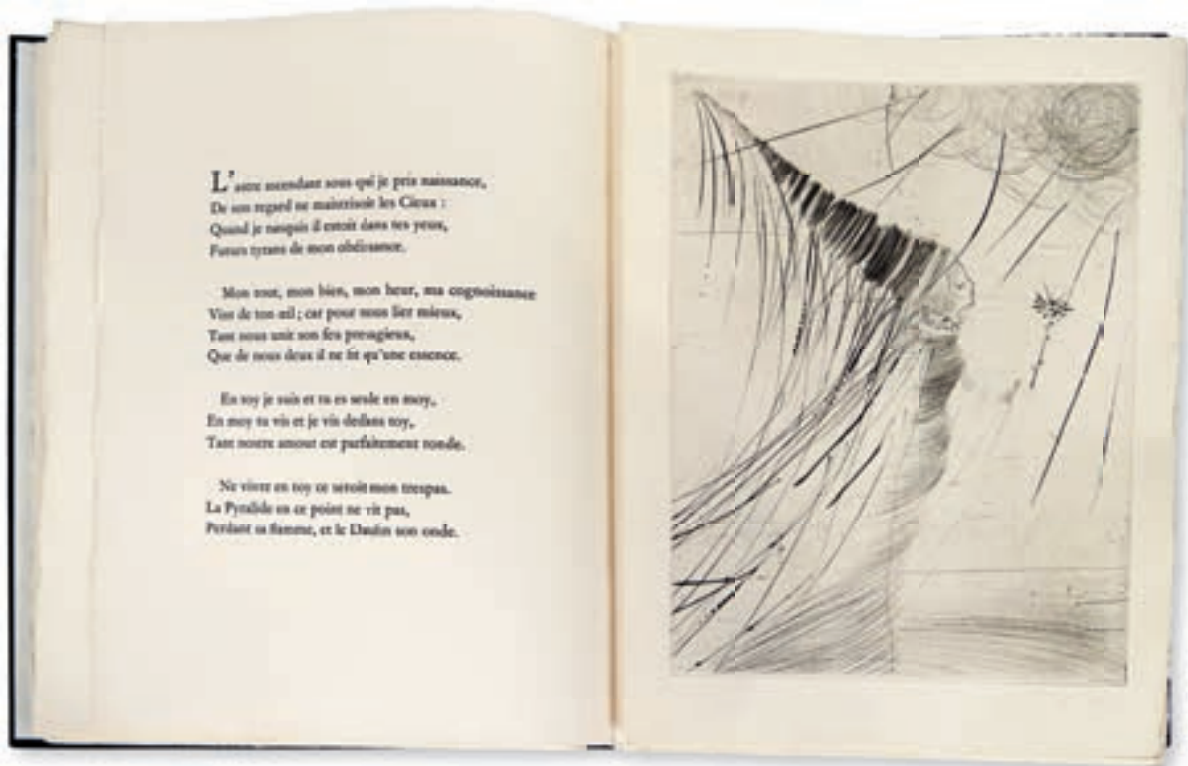 L'astre ascendant sous qui je pris naissance,
De son regard ne maistrisoit les Cieux :
Quand je nasquis il estoit dans tes yeux,
Futurs tyrans de mon obéissance.
Mon tout, mon bien, mon heur, ma cognoissance
Vint de ton œil ; car pour nous lier mieux,
Tant nous unit son feu presagieux,
Que de nous deux il ne fit qu'une essence.
En toy je suis et tu es seule en moy,
En moy tu vis et je vis dedans toy,
Tant nostre amour est parfaitement ronde.
Ne vivre en toy ce seroit mon trespas.
La Pyralide en ce point ne vit pas,
Perdant sa flamme, et le Daufin son onde.